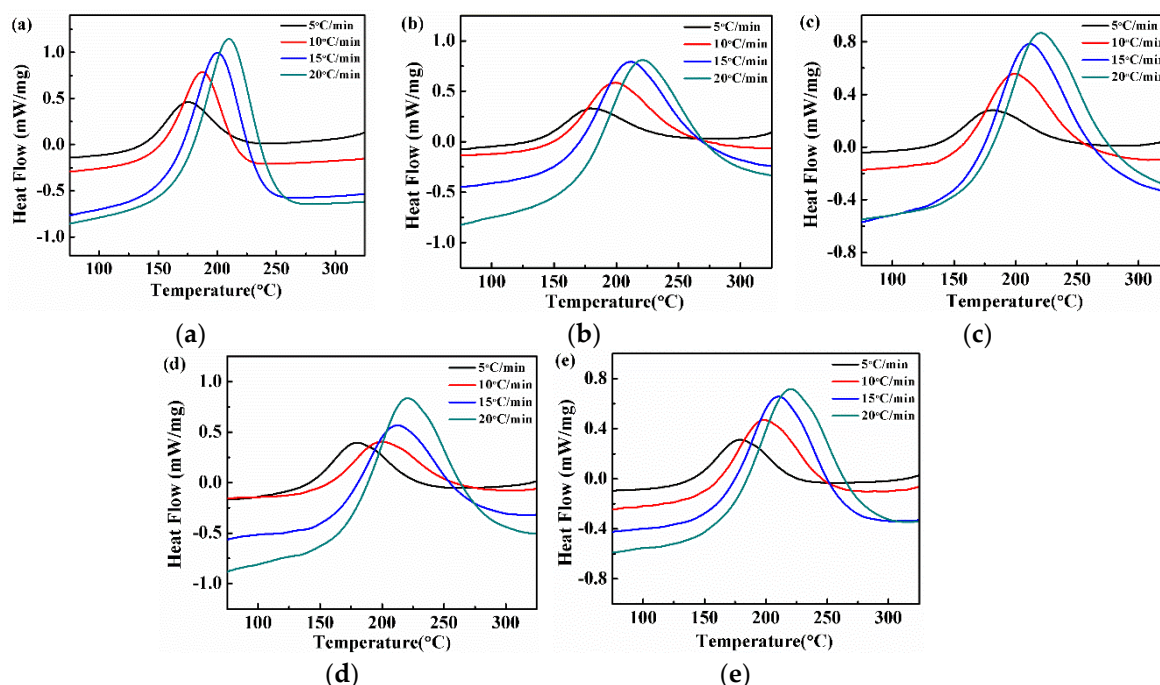 (a)
5°C/min
10°C/min
15°C/min
20°C/min
1.0
0.5
0.0
-0.5
-1.0
Heat Flow (mW/mg)
100 150 200 250 300
Temperature(°C)
(a)
(b)
5°C/min
10°C/min
15°C/min
20°C/min
1.0
0.5
0.0
-0.5
-1.0
Heat Flow (mW/mg)
100 150 200 250 300
Temperature(°C)
(b)
(c)
5°C/min
10°C/min
15°C/min
20°C/min
0.8
0.4
0.0
-0.4
-0.8
Heat Flow (mW/mg)
100 150 200 250 300
Temperature(°C)
(c)
(d)
5°C/min
10°C/min
15°C/min
20°C/min
1.0
0.5
0.0
-0.5
-1.0
Heat Flow (mW/mg)
100 150 200 250 300
Temperature(°C)
(d)
(e)
5°C/min
10°C/min
15°C/min
20°C/min
0.8
0.4
0.0
-0.4
-0.8
Heat Flow (mW/mg)
100 150 200 250 300
Temperature(°C)
(e)